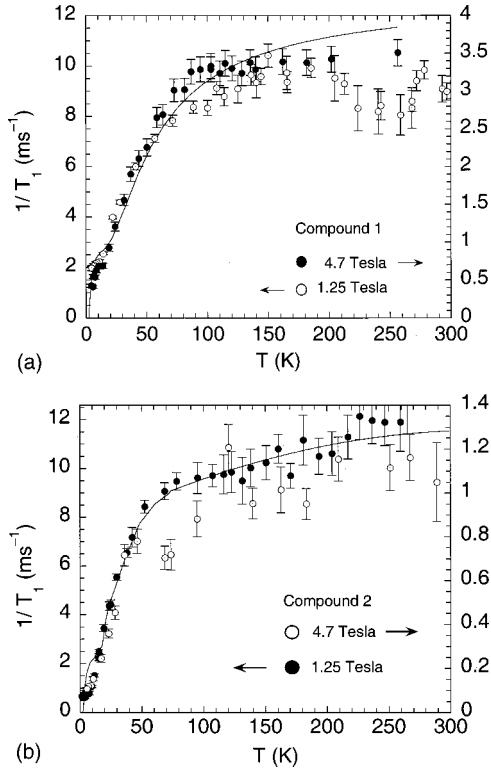 12
10
8
6
4
2
0
1/ T₁ (ms⁻¹)
4
3.5
3
2.5
2
1.5
1
0.5
0
Compound 1
4.7 Tesla
1.25 Tesla
0 50 100 150 200 250 300
(a)
T (K)
12
10
8
6
4
2
0
1/ T₁ (ms⁻¹)
1.4
1.2
1
0.8
0.6
0.4
0.2
0
Compound 2
4.7 Tesla
1.25 Tesla
0 50 100 150 200 250 300
(b)
T (K)